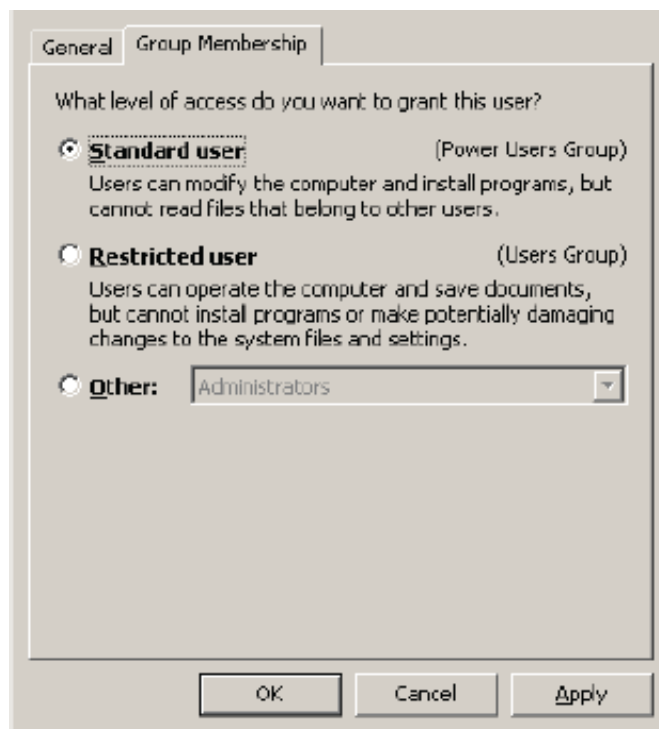 General
Group Membership
What level of access do you want to grant this user?
Standard user (Power Users Group)
Users can modify the computer and install programs, but
cannot read files that belong to other users.
Restricted user (Users Group)
Users can operate the computer and save documents,
but cannot install programs or make potentially damaging
changes to the system files and settings.
Other: Administrators
OK Cancel Apply